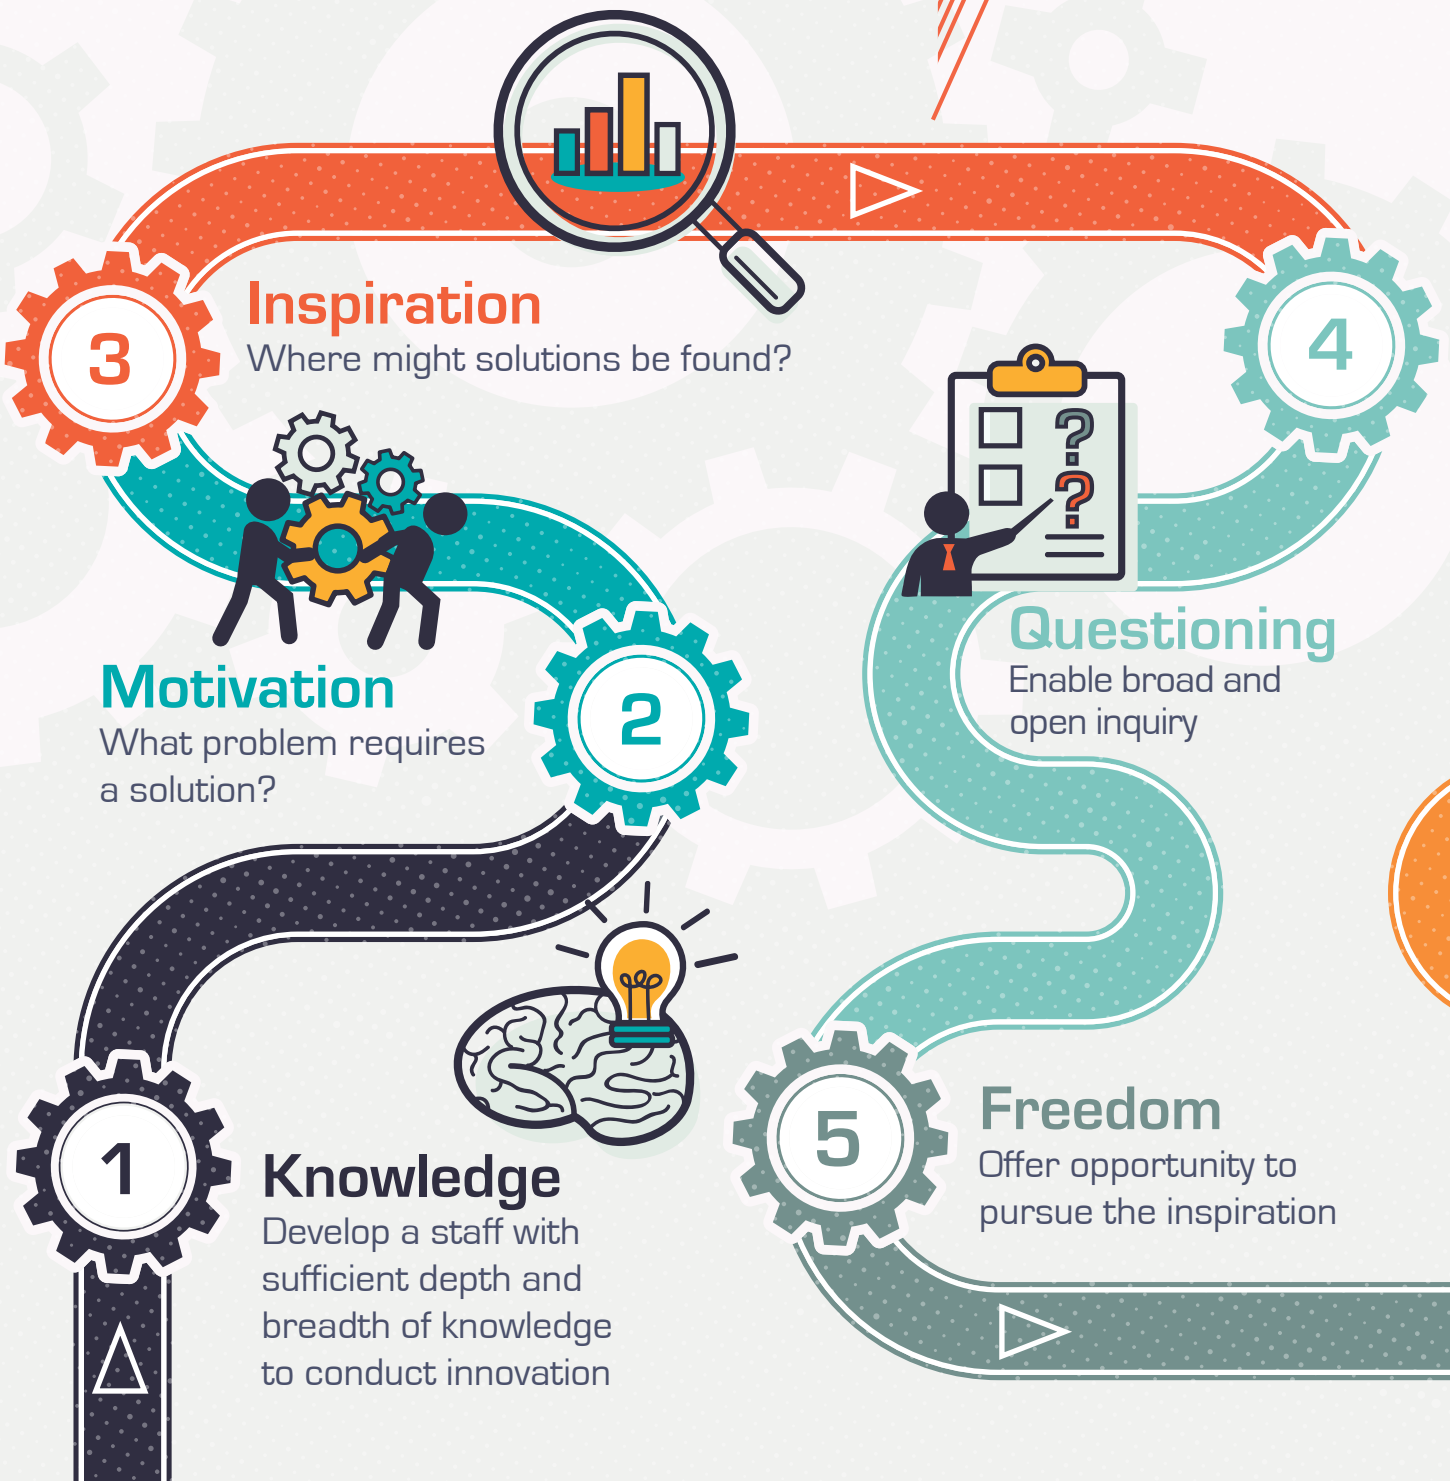 1
Knowledge
Develop a staff with
sufficient depth and
breadth of knowledge
to conduct innovation
2
Motivation
What problem requires
a solution?
3
Inspiration
Where might solutions be found?
4
Questioning
Enable broad and
open inquiry
? 
?
5
Freedom
Offer opportunity to
pursue the inspiration